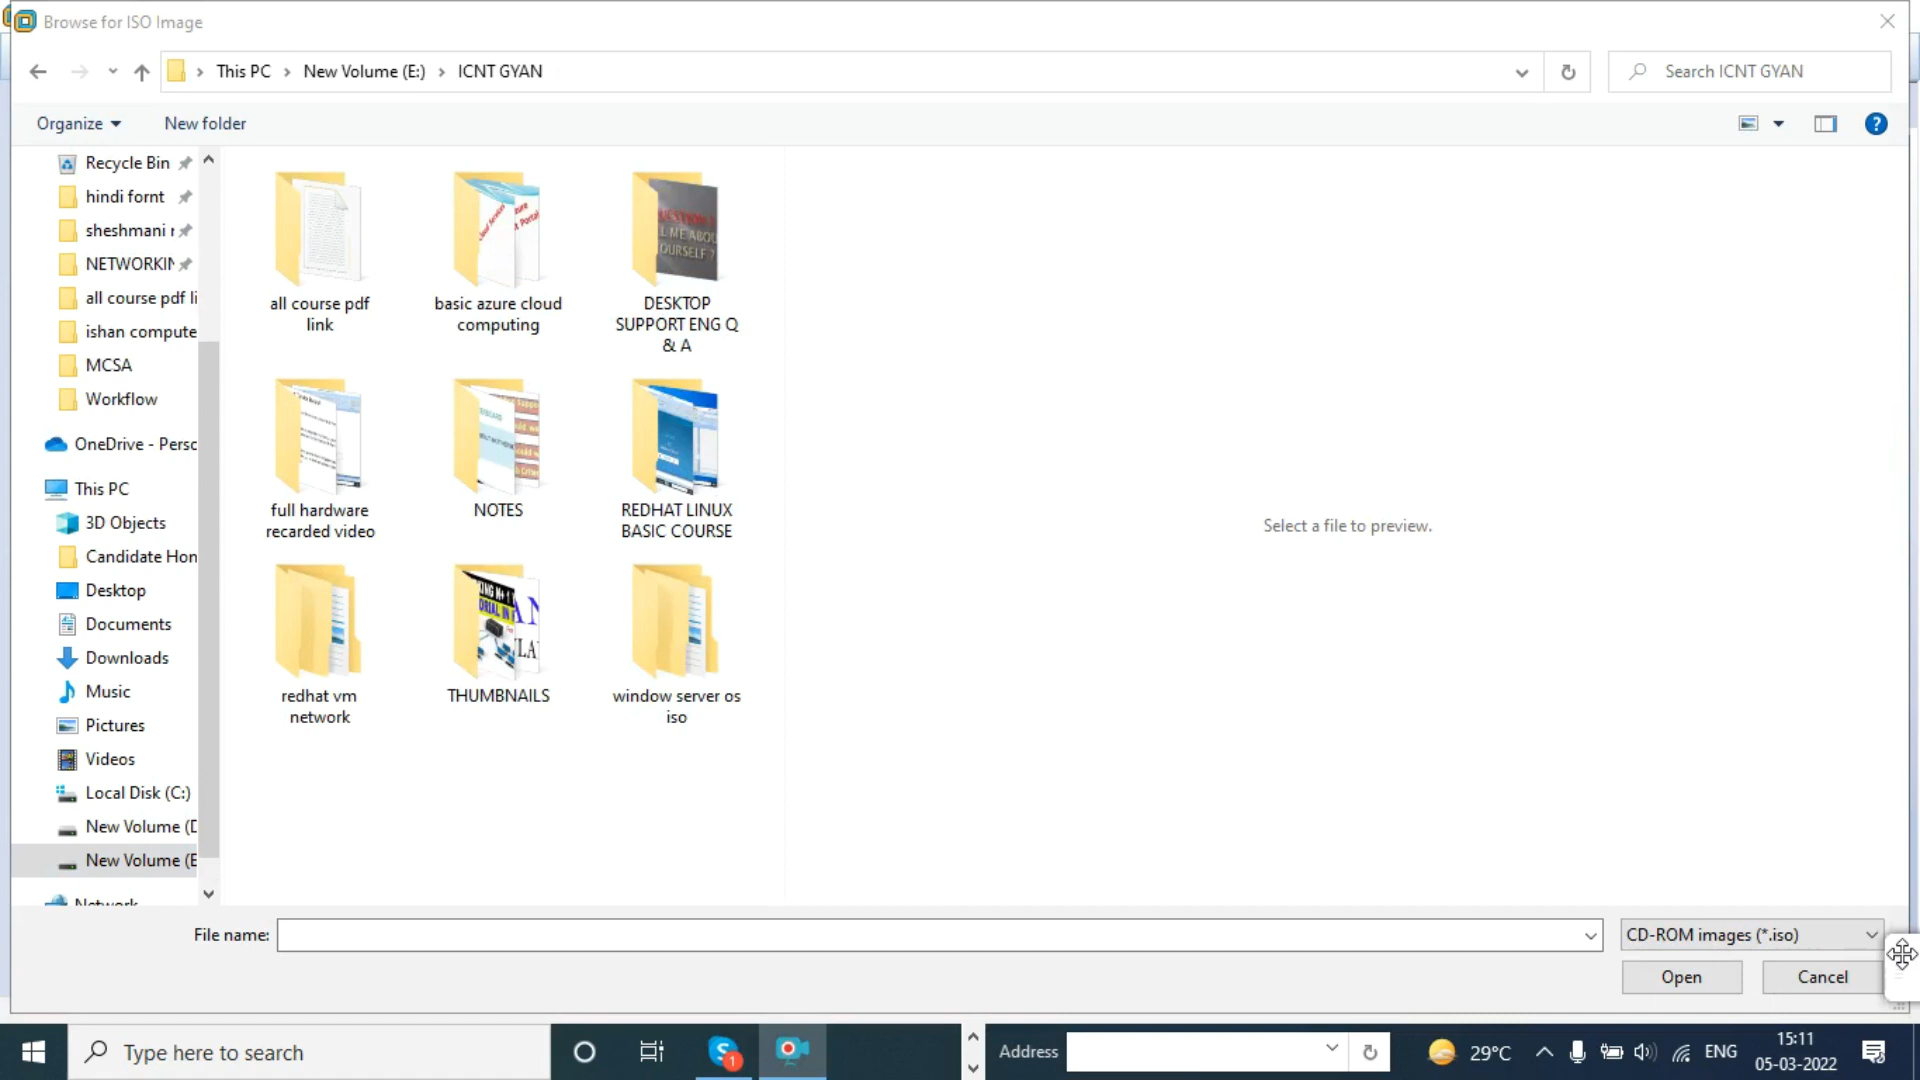 Browse for ISO Image
This PC > New Volume (E:) > ICNT GYAN
Search ICNT GYAN
Organize
New folder
Recycle Bin
hindi fornt
sheshmani r
NETWORKIN
all course pdf li
ishan compute
MCSA
Workflow
OneDrive - Persc
This PC
3D Objects
Candidate Hon
Desktop
Documents
Downloads
Music
Pictures
Videos
Local Disk (C:)
New Volume (D
New Volume (E
Network
all course pdf
link
basic azure cloud
computing
DESKTOP
SUPPORT ENG Q
& A
full hardware
recarded video
NOTES
REDHAT LINUX
BASIC COURSE
redhat vm
network
THUMBNAILS
window server os
iso
Select a file to preview.
File name:
CD-ROM images (*.iso)
Open
Cancel
Type here to search
1
Address
29°C
ENG
15:11
05-03-2022